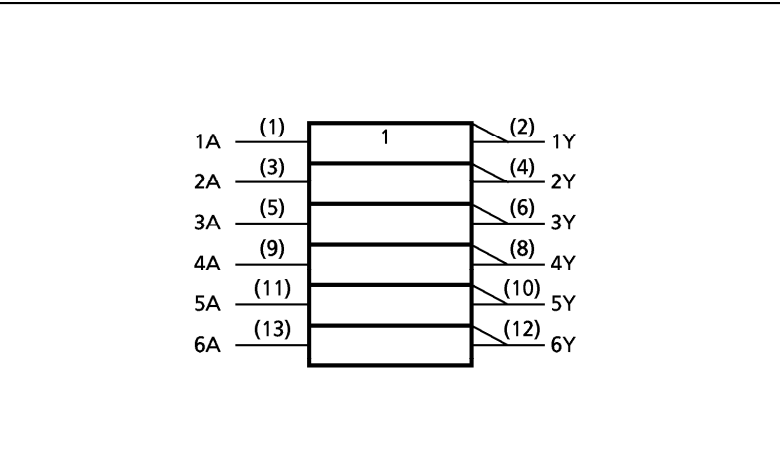 1A (1) 1 (2) 1Y
2A (3) (4) 2Y
3A (5) (6) 3Y
4A (9) (8) 4Y
5A (11) (10) 5Y
6A (13) (12) 6Y